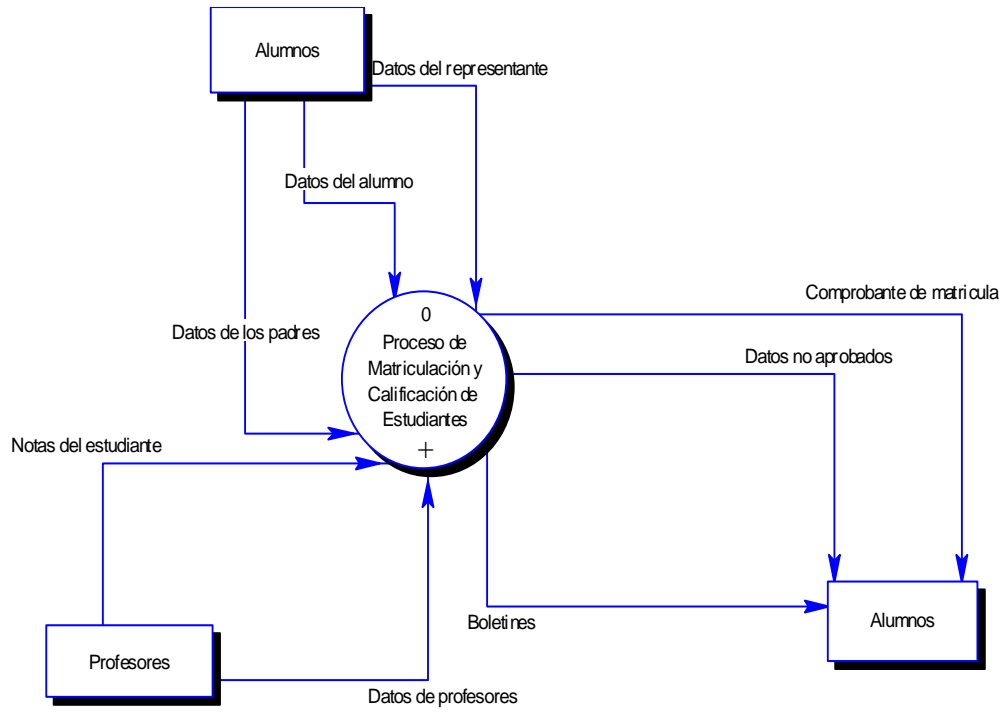 Alumnos
Datos del representante
Datos del alumno
Comprobante de matricula
0
Proceso de
Matriculación y
Calificación de
Estudiantes
+
Datos de los padres
Datos no aprobados
Notas del estudiante
Boletines
Alumnos
Profesores
Datos de profesores